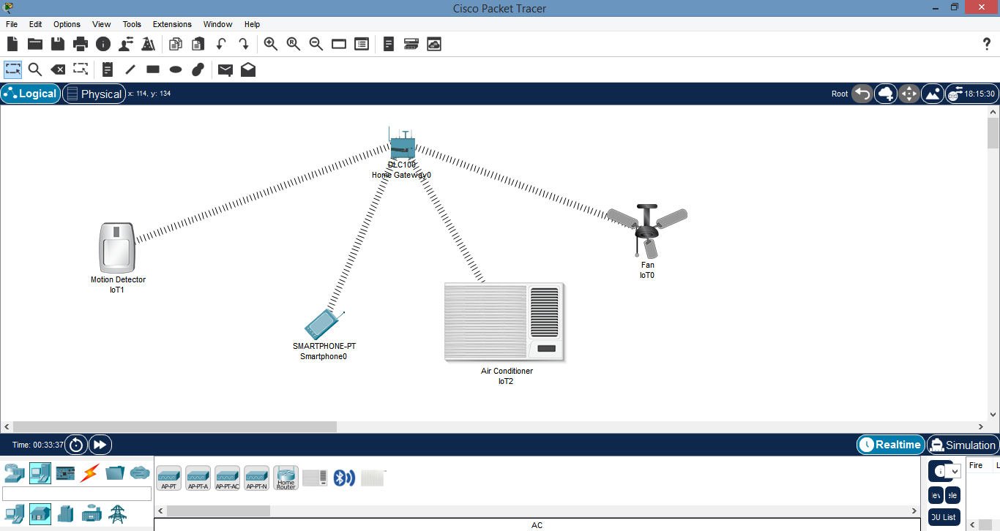 Cisco Packet Tracer
File Edit Options View Tools Extensions Window Help
Logical Physical x: 114, y: 134 Root 18:15:30
DLC100
Home Gateway0
Motion Detector
IoT1
Fan
IoT0
SMARTPHONE-PT
Smartphone0
Air Conditioner
IoT2
Time: 00:33:37 Realtime Simulation
Fire L
AP-PT AP-PT-A AP-PT-AC AP-PT-N Home Router
DU List
AC